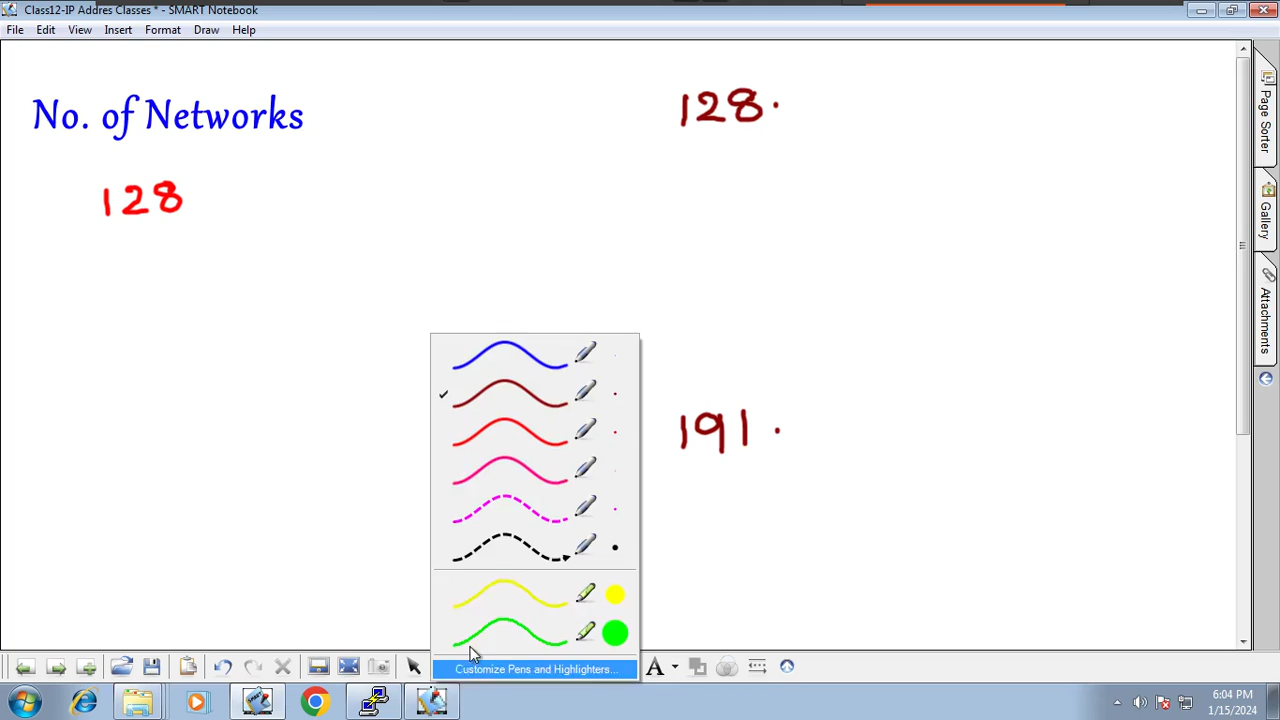 Class12-IP Addres Classes * - SMART Notebook
File Edit View Insert Format Draw Help
No. of Networks
128
128.
191.
Page Sorter
Gallery
Attachments
Customize Pens and Highlighters...
A
6:04 PM
1/15/2024